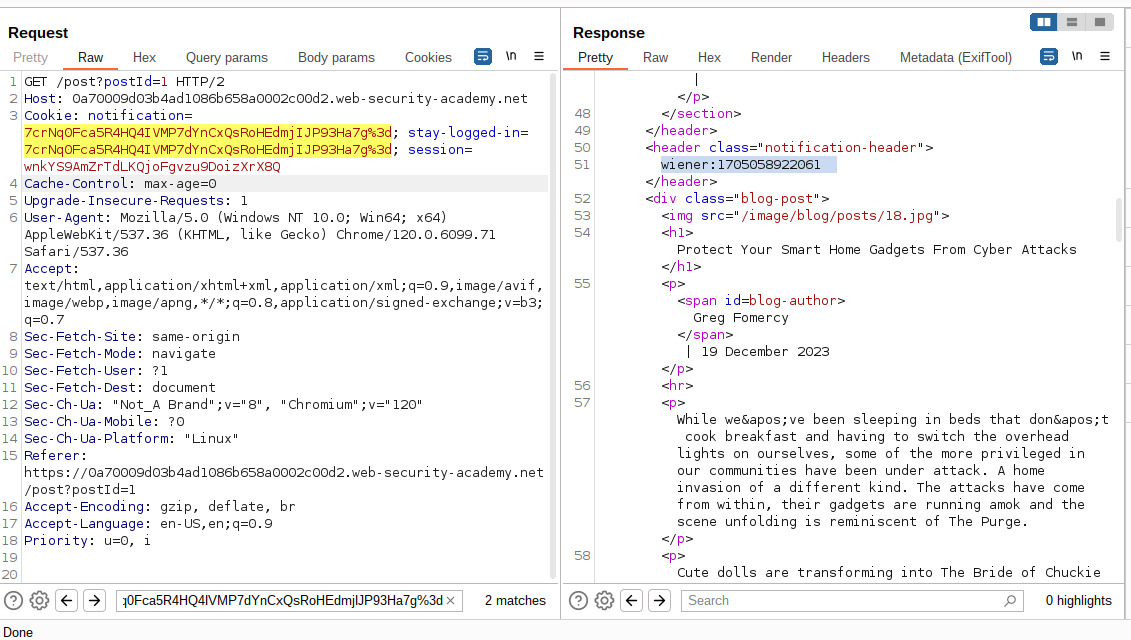 Request
Pretty Raw Hex Query params Body params Cookies \n
1 GET /post?postId=1 HTTP/2
2 Host: 0a70009d03b4ad1086b658a0002c00d2.web-security-academy.net
3 Cookie: notification=
7crNq0Fca5R4HQ4IVMP7dYnCxQsRoHEdmjIJP93Ha7g%3d; stay-logged-in=
7crNq0Fca5R4HQ4IVMP7dYnCxQsRoHEdmjIJP93Ha7g%3d; session=
wnkYS9AmZrTdLKQjoFgvzu9DoizXrX8Q
4 Cache-Control: max-age=0
5 Upgrade-Insecure-Requests: 1
6 User-Agent: Mozilla/5.0 (Windows NT 10.0; Win64; x64)
AppleWebKit/537.36 (KHTML, like Gecko) Chrome/120.0.6099.71
Safari/537.36
7 Accept:
text/html,application/xhtml+xml,application/xml;q=0.9,image/avif,
image/webp,image/apng,*/*;q=0.8,application/signed-exchange;v=b3;
q=0.7
8 Sec-Fetch-Site: same-origin
9 Sec-Fetch-Mode: navigate
10 Sec-Fetch-User: ?1
11 Sec-Fetch-Dest: document
12 Sec-Ch-Ua: "Not_A Brand";v="8", "Chromium";v="120"
13 Sec-Ch-Ua-Mobile: ?0
14 Sec-Ch-Ua-Platform: "Linux"
15 Referer:
https://0a70009d03b4ad1086b658a0002c00d2.web-security-academy.net
/post?postId=1
16 Accept-Encoding: gzip, deflate, br
17 Accept-Language: en-US,en;q=0.9
18 Priority: u=0, i
19
20
q0Fca5R4HQ4IVMP7dYnCxQsRoHEdmjIJP93Ha7g%3d 2 matches
Response
Pretty Raw Hex Render Headers Metadata (ExifTool) \n
|
</p>
48 </section>
49 </header>
50 <header class="notification-header">
51 wiener:1705058922061
</header>
52 <div class="blog-post">
53 <img src="/image/blog/posts/18.jpg">
54 <h1>
Protect Your Smart Home Gadgets From Cyber Attacks
</h1>
55 <p>
<span id=blog-author>
Greg Fomercy
</span>
| 19 December 2023
</p>
56 <hr>
57 <p>
While we&apos;ve been sleeping in beds that don&apos;t
cook breakfast and having to switch the overhead
lights on ourselves, some of the more privileged in
our communities have been under attack. A home
invasion of a different kind. The attacks have come
from within, their gadgets are running amok and the
scene unfolding is reminiscent of The Purge.
</p>
58 <p>
Cute dolls are transforming into The Bride of Chuckie
Search 0 highlights
Done